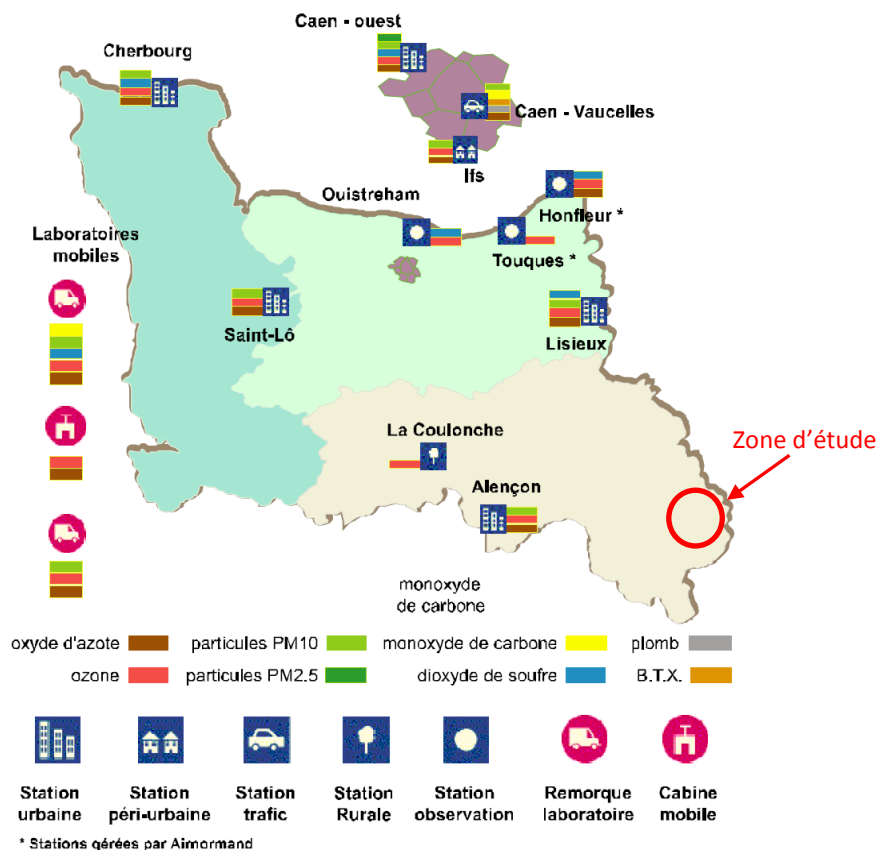 Caen - ouest
Cherbourg
Caen - Vaucelles
Ifs
Ouistreham
Honfleur *
Laboratoires
mobiles
Touques *
Saint-Lô
Lisieux
La Coulonche
Zone d'étude
Alençon
monoxyde
de carbone
oxyde d'azote
particules PM10
monoxyde de carbone
plomb
ozone
particules PM2.5
dioxyde de soufre
B.T.X.
Station
urbaine
Station
péri-urbaine
Station
trafic
Station
Rurale
Station
observation
Remorque
laboratoire
Cabine
mobile
* Stations gérées par Airnormand